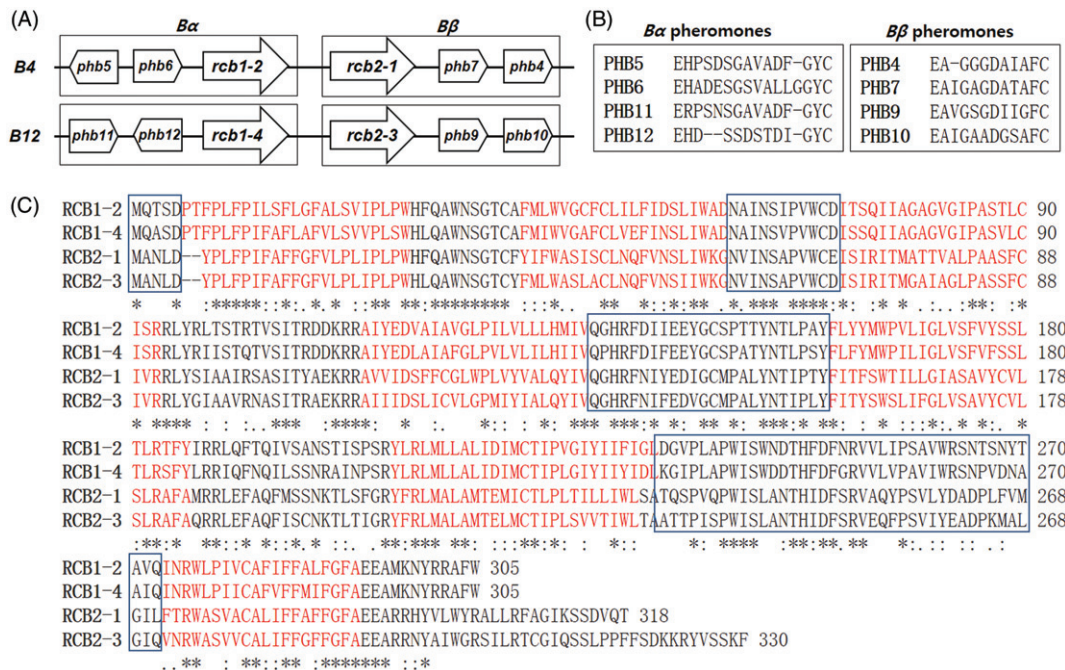 (A)
Bα Bβ
B4 phb5 phb6 rcb1-2 rcb2-1 phb7 phb4
B12 phb11 phb12 rcb1-4 rcb2-3 phb9 phb10
(B)
Bα pheromones
PHB5 EHPSDSGAVADF-GYC
PHB6 EHADESGSVALLGGYC
PHB11 ERPSNSGAVADF-GYC
PHB12 EHD--SSDSTDI-GYC
Bβ pheromones
PHB4 EA-GGGDAIAFC
PHB7 EAIGAGDATAFC
PHB9 EAVGSGDIIGFC
PHB10 EAIGAADGSAFC
(C)
RCB1-2 MQTSDPTFPLFPILSFLGFALSVIPLPWHFQAWNSGTCAFMLWVGCFCLILFIDSLIWADNAINSIPVWCDITSQIIAGAGVGIPASTLC 90
RCB1-4 MQASDPTFPLFPIFAFLAFVLSVVPLSWHLQAWNSGTCAFMIWVGAFCLVEFINSLIWADNAINSVPVWCDISSQIIAGAGVGIPASVLC 90
RCB2-1 MANLD--YPLFPIFAFFGFVLPLIPLPWHFQAWNSGTCFYIFWASISCLNQFVNSLIWKGNVINSAPVWCEISIRITMATTVALPAASFC 88
RCB2-3 MANLD--YPLFPIFAFFGFVLPLIPLPWHLQAWNSGTCFYMLWASLACLNQFVNSIIWKGNVINSAPVWCDISIRITMGAIAGLPASSFC 88
RCB1-2 ISRRLYRLTSTRTVSITRDDKRRAIYEDVAIAVGLPILVLLLHMIVQGHRFDIIEEYGCSPTTYNTLPAYFLYYMWPVLIGLVSFVYSSL 180
RCB1-4 ISRRLYRIISTQTVSITRDDKRRAIYEDLAIAFGLPVLVLILHIIVQPHRFDIFEEYGCSPATYNTLPSYFLFYMWPILIGLVSFVFSSL 180
RCB2-1 IVRRLYSIAAIRSASITYAEKRRAVVIDSFFCGLWPLVYVALQYIVQGHRFNIYEDIGCMPALYNTIPTYFITFSWTILLGIASAVYCVL 178
RCB2-3 IVRRLYGIAAVRNASITRAEKRRAIIIDSLICVLGPMIYIALQYIVQGHRFNIFEDVGCMPALYNTIPLYFITYSWSLIFGLVSAVYCVL 178
RCB1-2 TLRTFYIRRLQFTQIVSANSTISPSRYLRLMLLALIDIMCTIPVGIYIIFIGLDGVPLAPWISWNDTHFDFNRVVLIPSAVWRSNTSNYT 270
RCB1-4 TLRSFYIRRIQFNQILSSNRAINPSRYLRLMLLALIDIMCTIPLGIYIIYIDLKGIPLAPWISWDDTHFDFGRVVLVPAVIWRSNPVDNA 270
RCB2-1 SLRAFAMRRLEFAQFMSSNKTLSFGRYFRLMALAMTEMICTLPLTILLIWLSATQSPVQPWISLANTHIDFSRVAQYPSVLYDADPLFVM 268
RCB2-3 SLRAFAQRRLEFAQFISCNKTLTIGRYFRLMALAMTELMCTIPLSVVTIWLTAATTPISPWISLANTHIDFSRVEQFPSVIYEADPKMAL 268
RCB1-2 AVQINRWLPIVCAFIFFALFGFAEEAMKNYRRAFW 305
RCB1-4 AIQINRWLPIICAFVFFMIFGFAEEAMKNYRRAFW 305
RCB2-1 GILFTRWASVACALIFFAFFGFAEEARRHYVLWYRALLRFAGIKSSDVQT 318
RCB2-3 GIQVNRWASVVCALIFFGFFGFAEEARRNYAIWGRSILRTCGIQSSLPPFFSDKKRYVSSKF 330